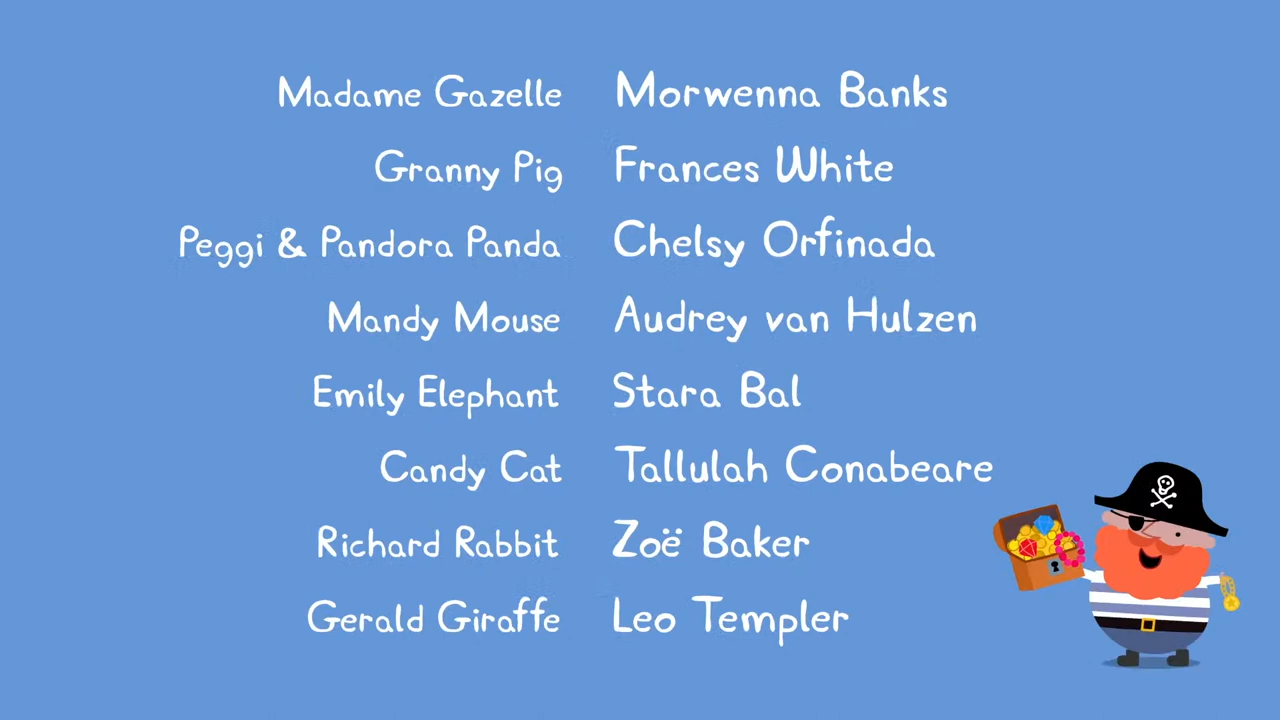 Madame Gazelle Morwenna Banks
Granny Pig Frances White
Peggi & Pandora Panda Chelsy Orfinada
Mandy Mouse Audrey van Hulzen
Emily Elephant Stara Bal
Candy Cat Tallulah Conabeare
Richard Rabbit Zoë Baker
Gerald Giraffe Leo Templer